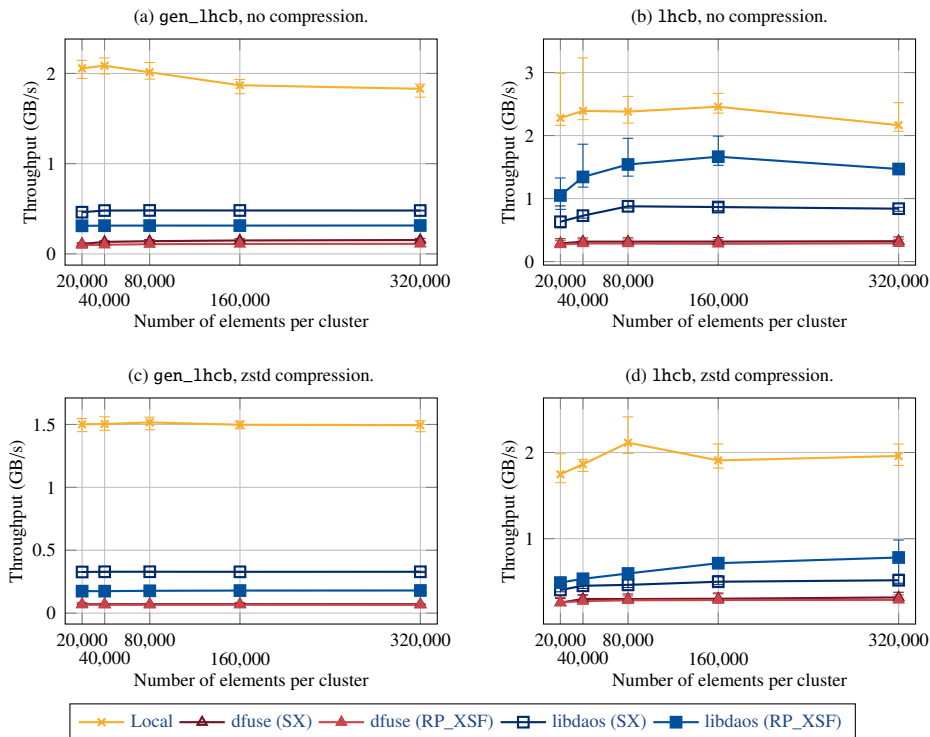 (a) gen_lhcb, no compression.
Throughput (GB/s)
2
1
0
20,000 80,000 160,000 320,000
40,000
Number of elements per cluster
(b) lhcb, no compression.
Throughput (GB/s)
3
2
1
0
20,000 80,000 160,000 320,000
40,000
Number of elements per cluster
(c) gen_lhcb, zstd compression.
Throughput (GB/s)
1.5
1
0.5
0
20,000 80,000 160,000 320,000
40,000
Number of elements per cluster
(d) lhcb, zstd compression.
Throughput (GB/s)
2
1
20,000 80,000 160,000 320,000
40,000
Number of elements per cluster
Local dfuse (SX) dfuse (RP_XSF) libdaos (SX) libdaos (RP_XSF)